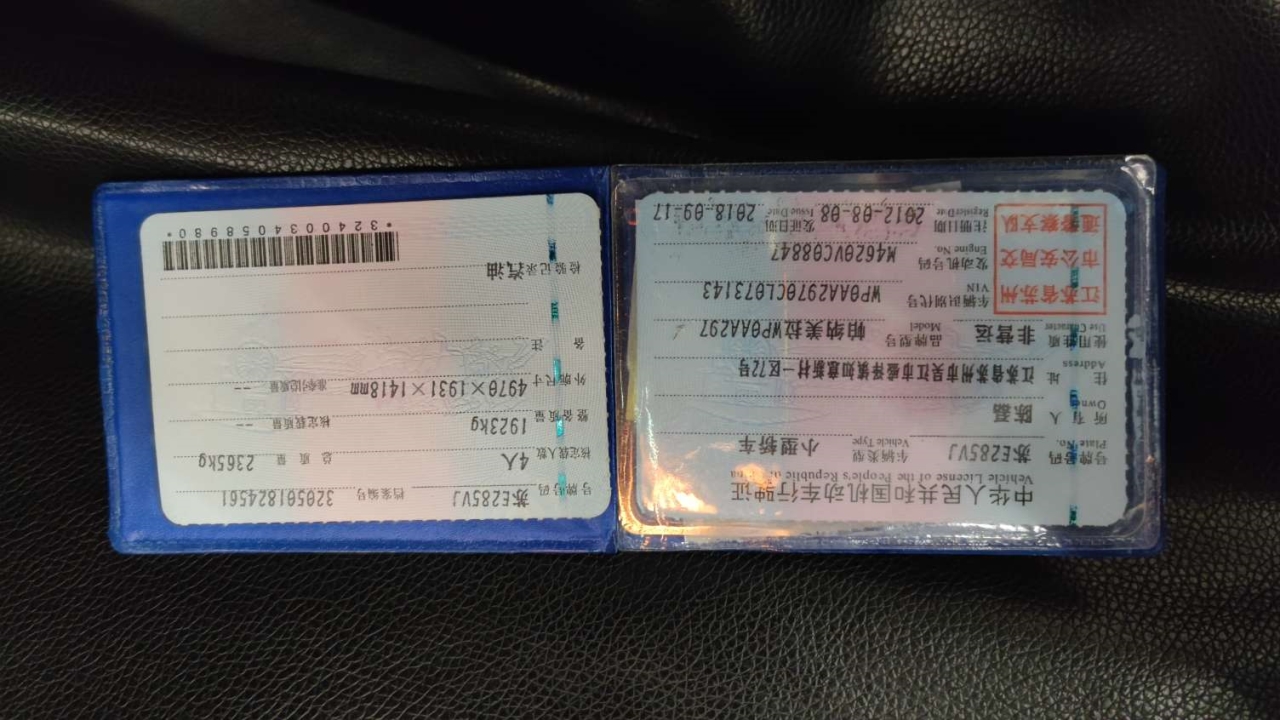 中华人民共和国机动车行驶证
Vehicle License of the People's Republic of China
号牌号码 Plate No. 苏E285VJ 车辆类型 Vehicle Type 小型轿车
所有人 Owner 陈磊
住址 Address 江苏省苏州市吴江市盛泽镇如意新村一区72号
使用性质 Use Character 非营运 品牌型号 Model 帕纳美拉WP0AA297
江苏省苏州市公安局交通警察支队
车辆识别代号 VIN WP0AA2970CL073143
发动机号码 Engine No. M4620VC08847
注册日期 Register Date 2012-08-08 发证日期 Issue Date 2018-09-17
号牌号码 苏E285VJ 档案编号 320501824561
核定载人数 4人 总质量 2365kg
整备质量 1923kg 核定载质量 --
外廓尺寸 4970×1931×1418mm 准牵引总质量 --
备注
检验记录 汽油
*3240034058980*